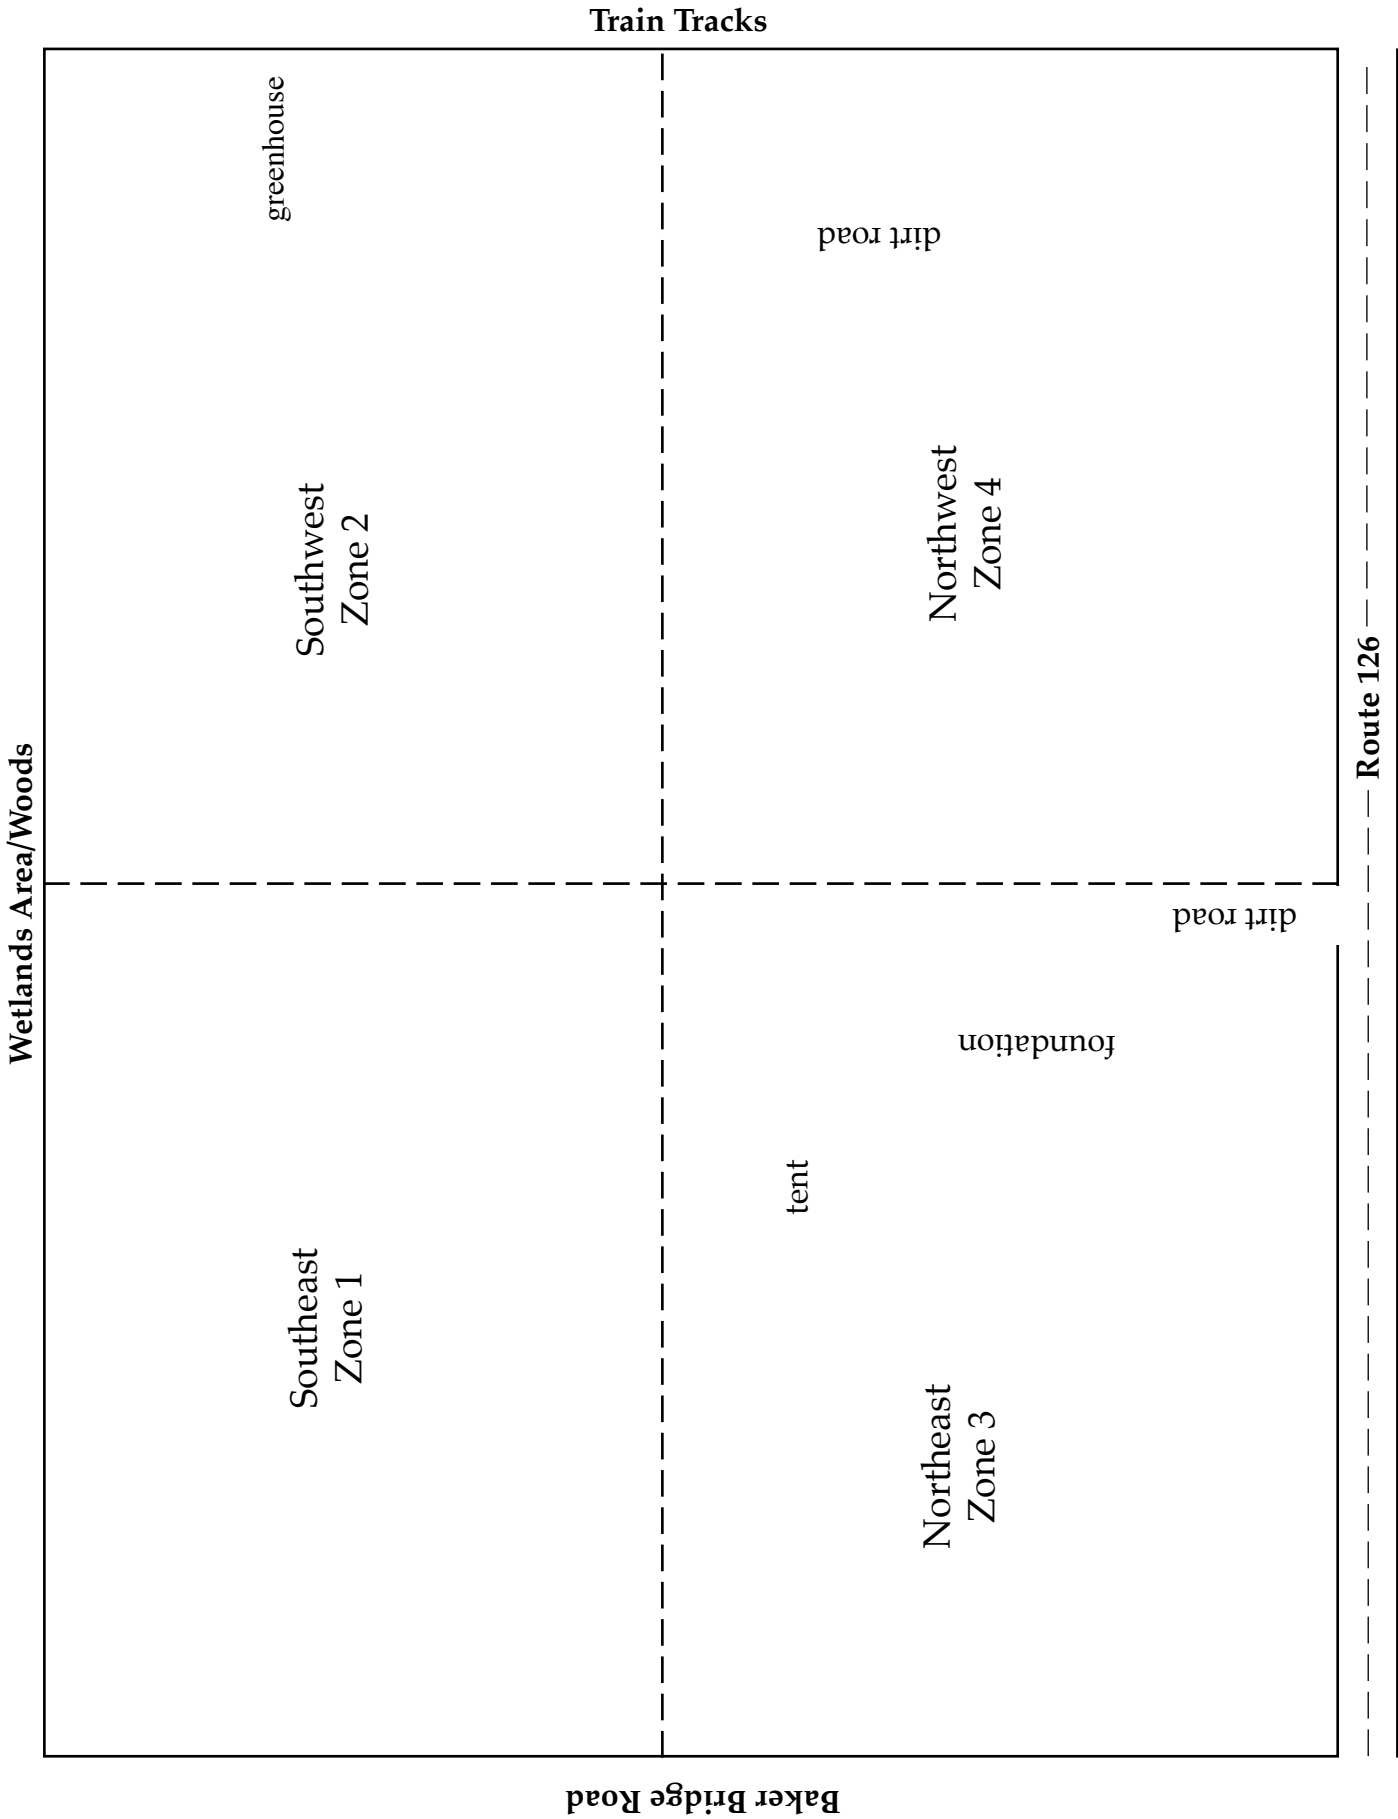 Train Tracks
Wetlands Area/Woods
greenhouse
Southwest
Zone 2
dirt road
Northwest
Zone 4
Route 126
dirt road
foundation
tent
Southeast
Zone 1
Northeast
Zone 3
Baker Bridge Road